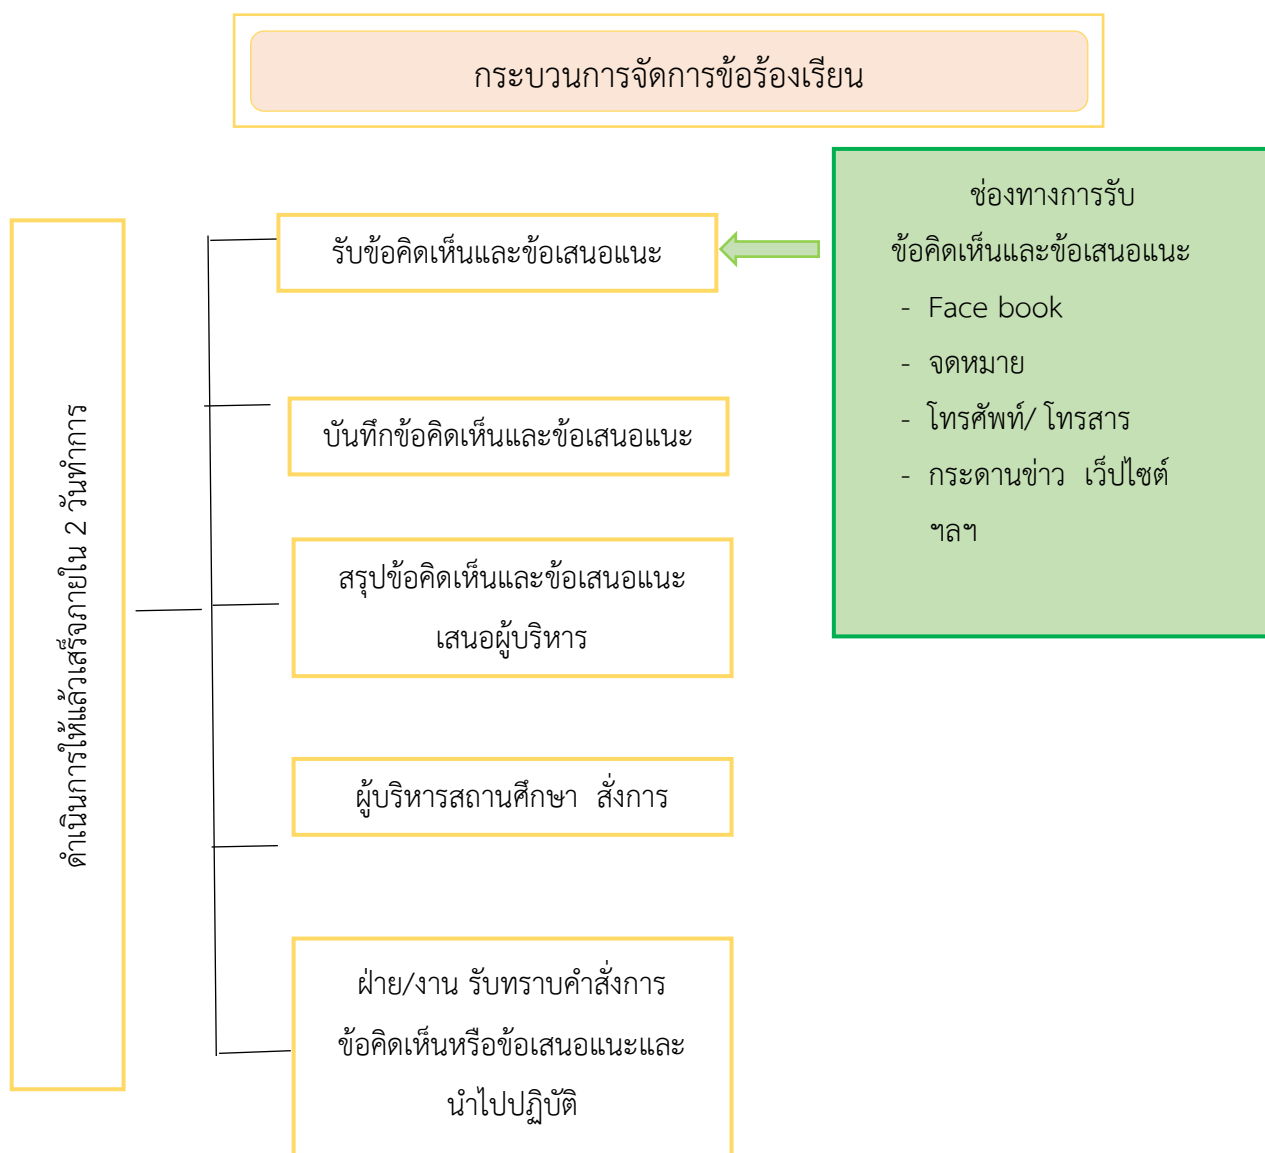 กระบวนการจัดการข้อร้องเรียน
ช่องทางการรับ
ข้อคิดเห็นและข้อเสนอแนะ
- Face book
- จดหมาย
- โทรศัพท์/ โทรสาร
- กระดานข่าว เว็ปไซต์
ฯลฯ
ดำเนินการให้แล้วเสร็จภายใน 2 วันทำการ
รับข้อคิดเห็นและข้อเสนอแนะ
บันทึกข้อคิดเห็นและข้อเสนอแนะ
สรุปข้อคิดเห็นและข้อเสนอแนะ
เสนอผู้บริหาร
ผู้บริหารสถานศึกษา สั่งการ
ฝ่าย/งาน รับทราบคำสั่งการ
ข้อคิดเห็นหรือข้อเสนอแนะและ
นำไปปฏิบัติ